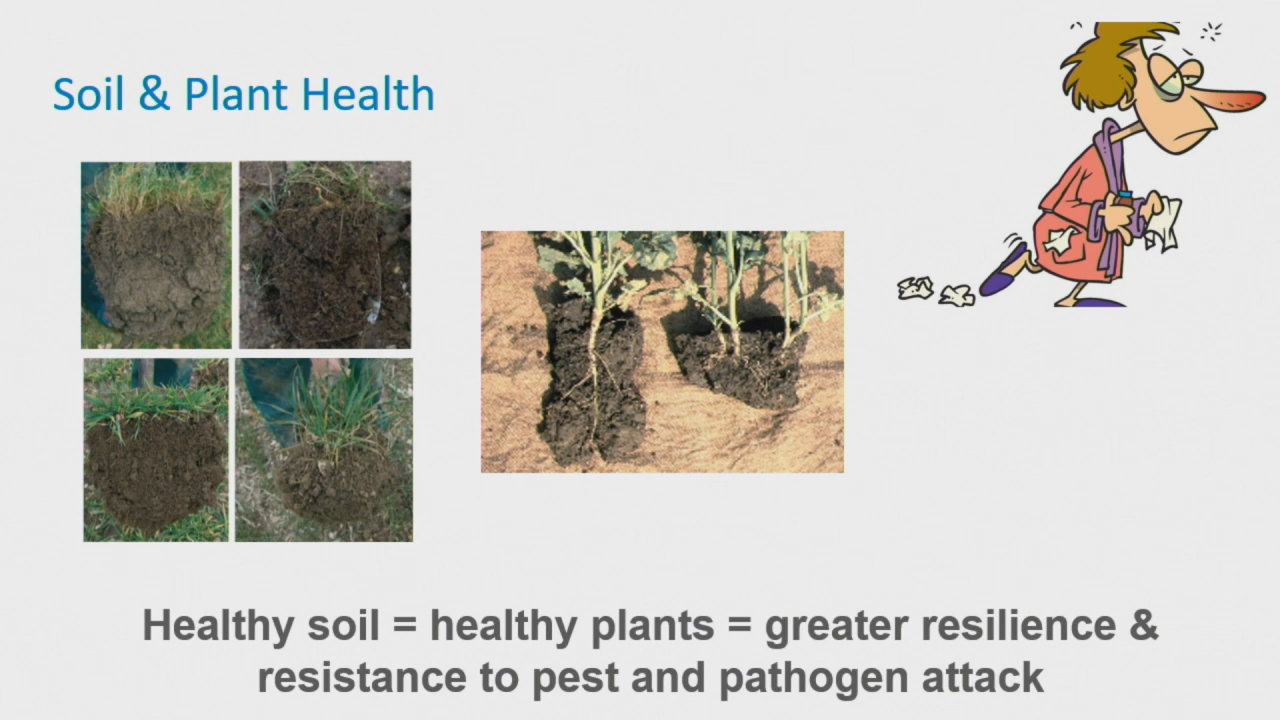 Soil & Plant Health
Healthy soil = healthy plants = greater resilience &
resistance to pest and pathogen attack